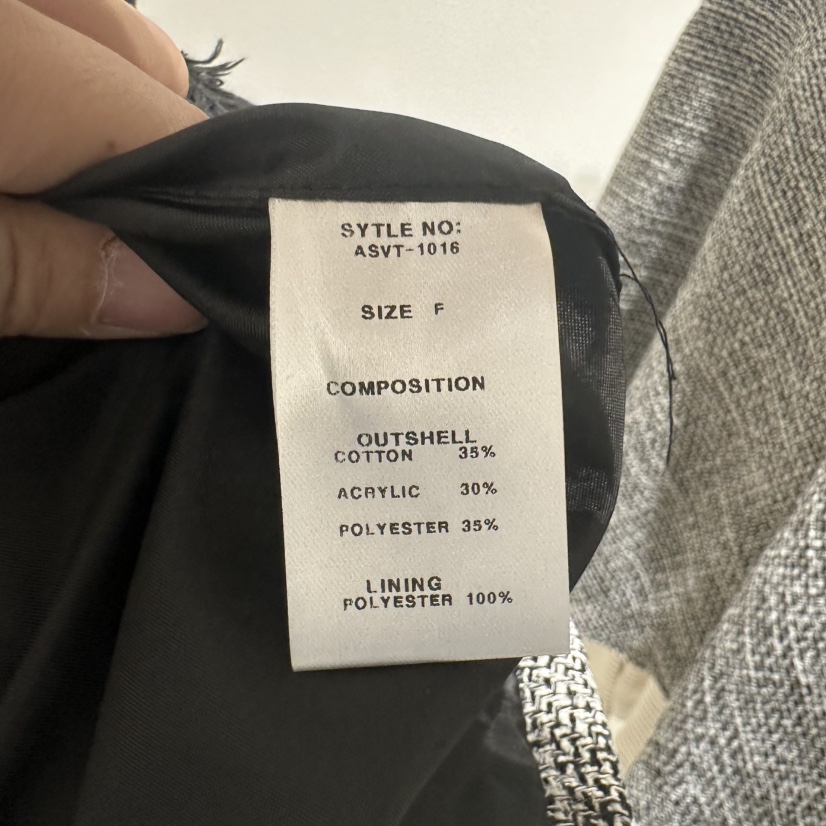 SYTLE NO:
ASVT-1016
SIZE F
COMPOSITION
OUTSHELL
COTTON 35%
ACRYLIC 30%
POLYESTER 35%
LINING
POLYESTER 100%